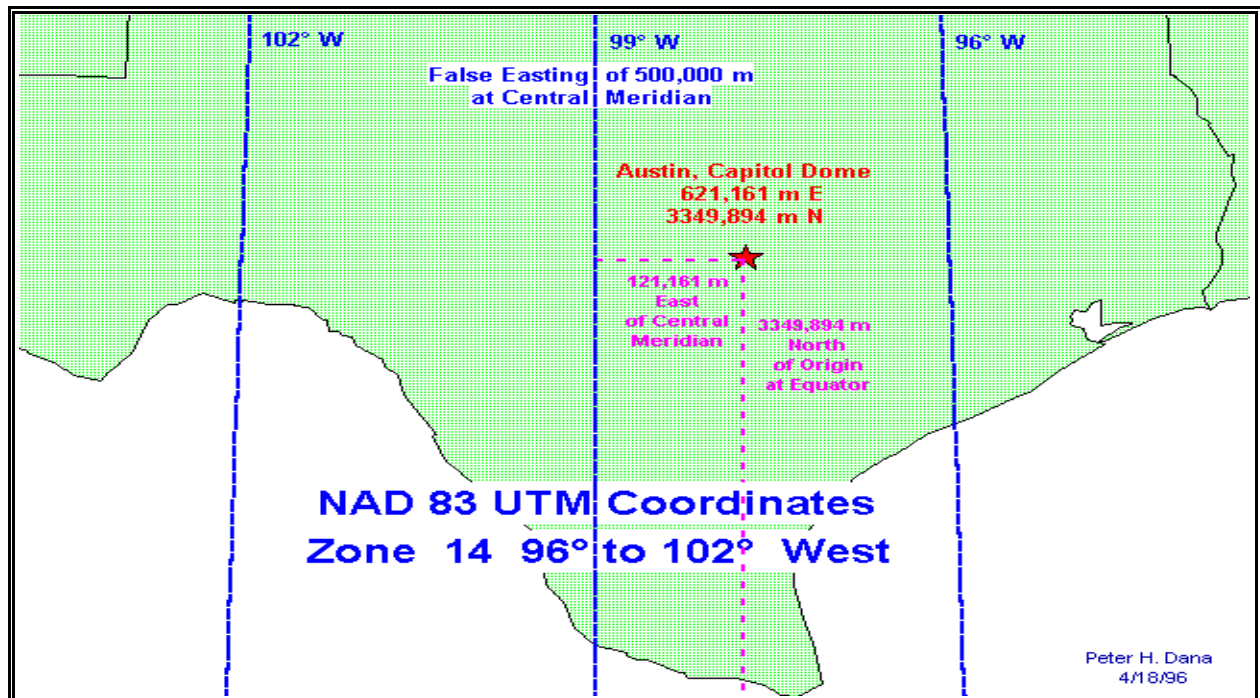 102° W
99° W
96° W
False Easting of 500,000 m
at Central Meridian
Austin, Capitol Dome
621,161 m E
3349,894 m N
121,161 m
East
of Central
Meridian
3349,894 m
North
of Origin
at Equator
NAD 83 UTM Coordinates
Zone 14 96° to 102° West
Peter H. Dana
4/18/96